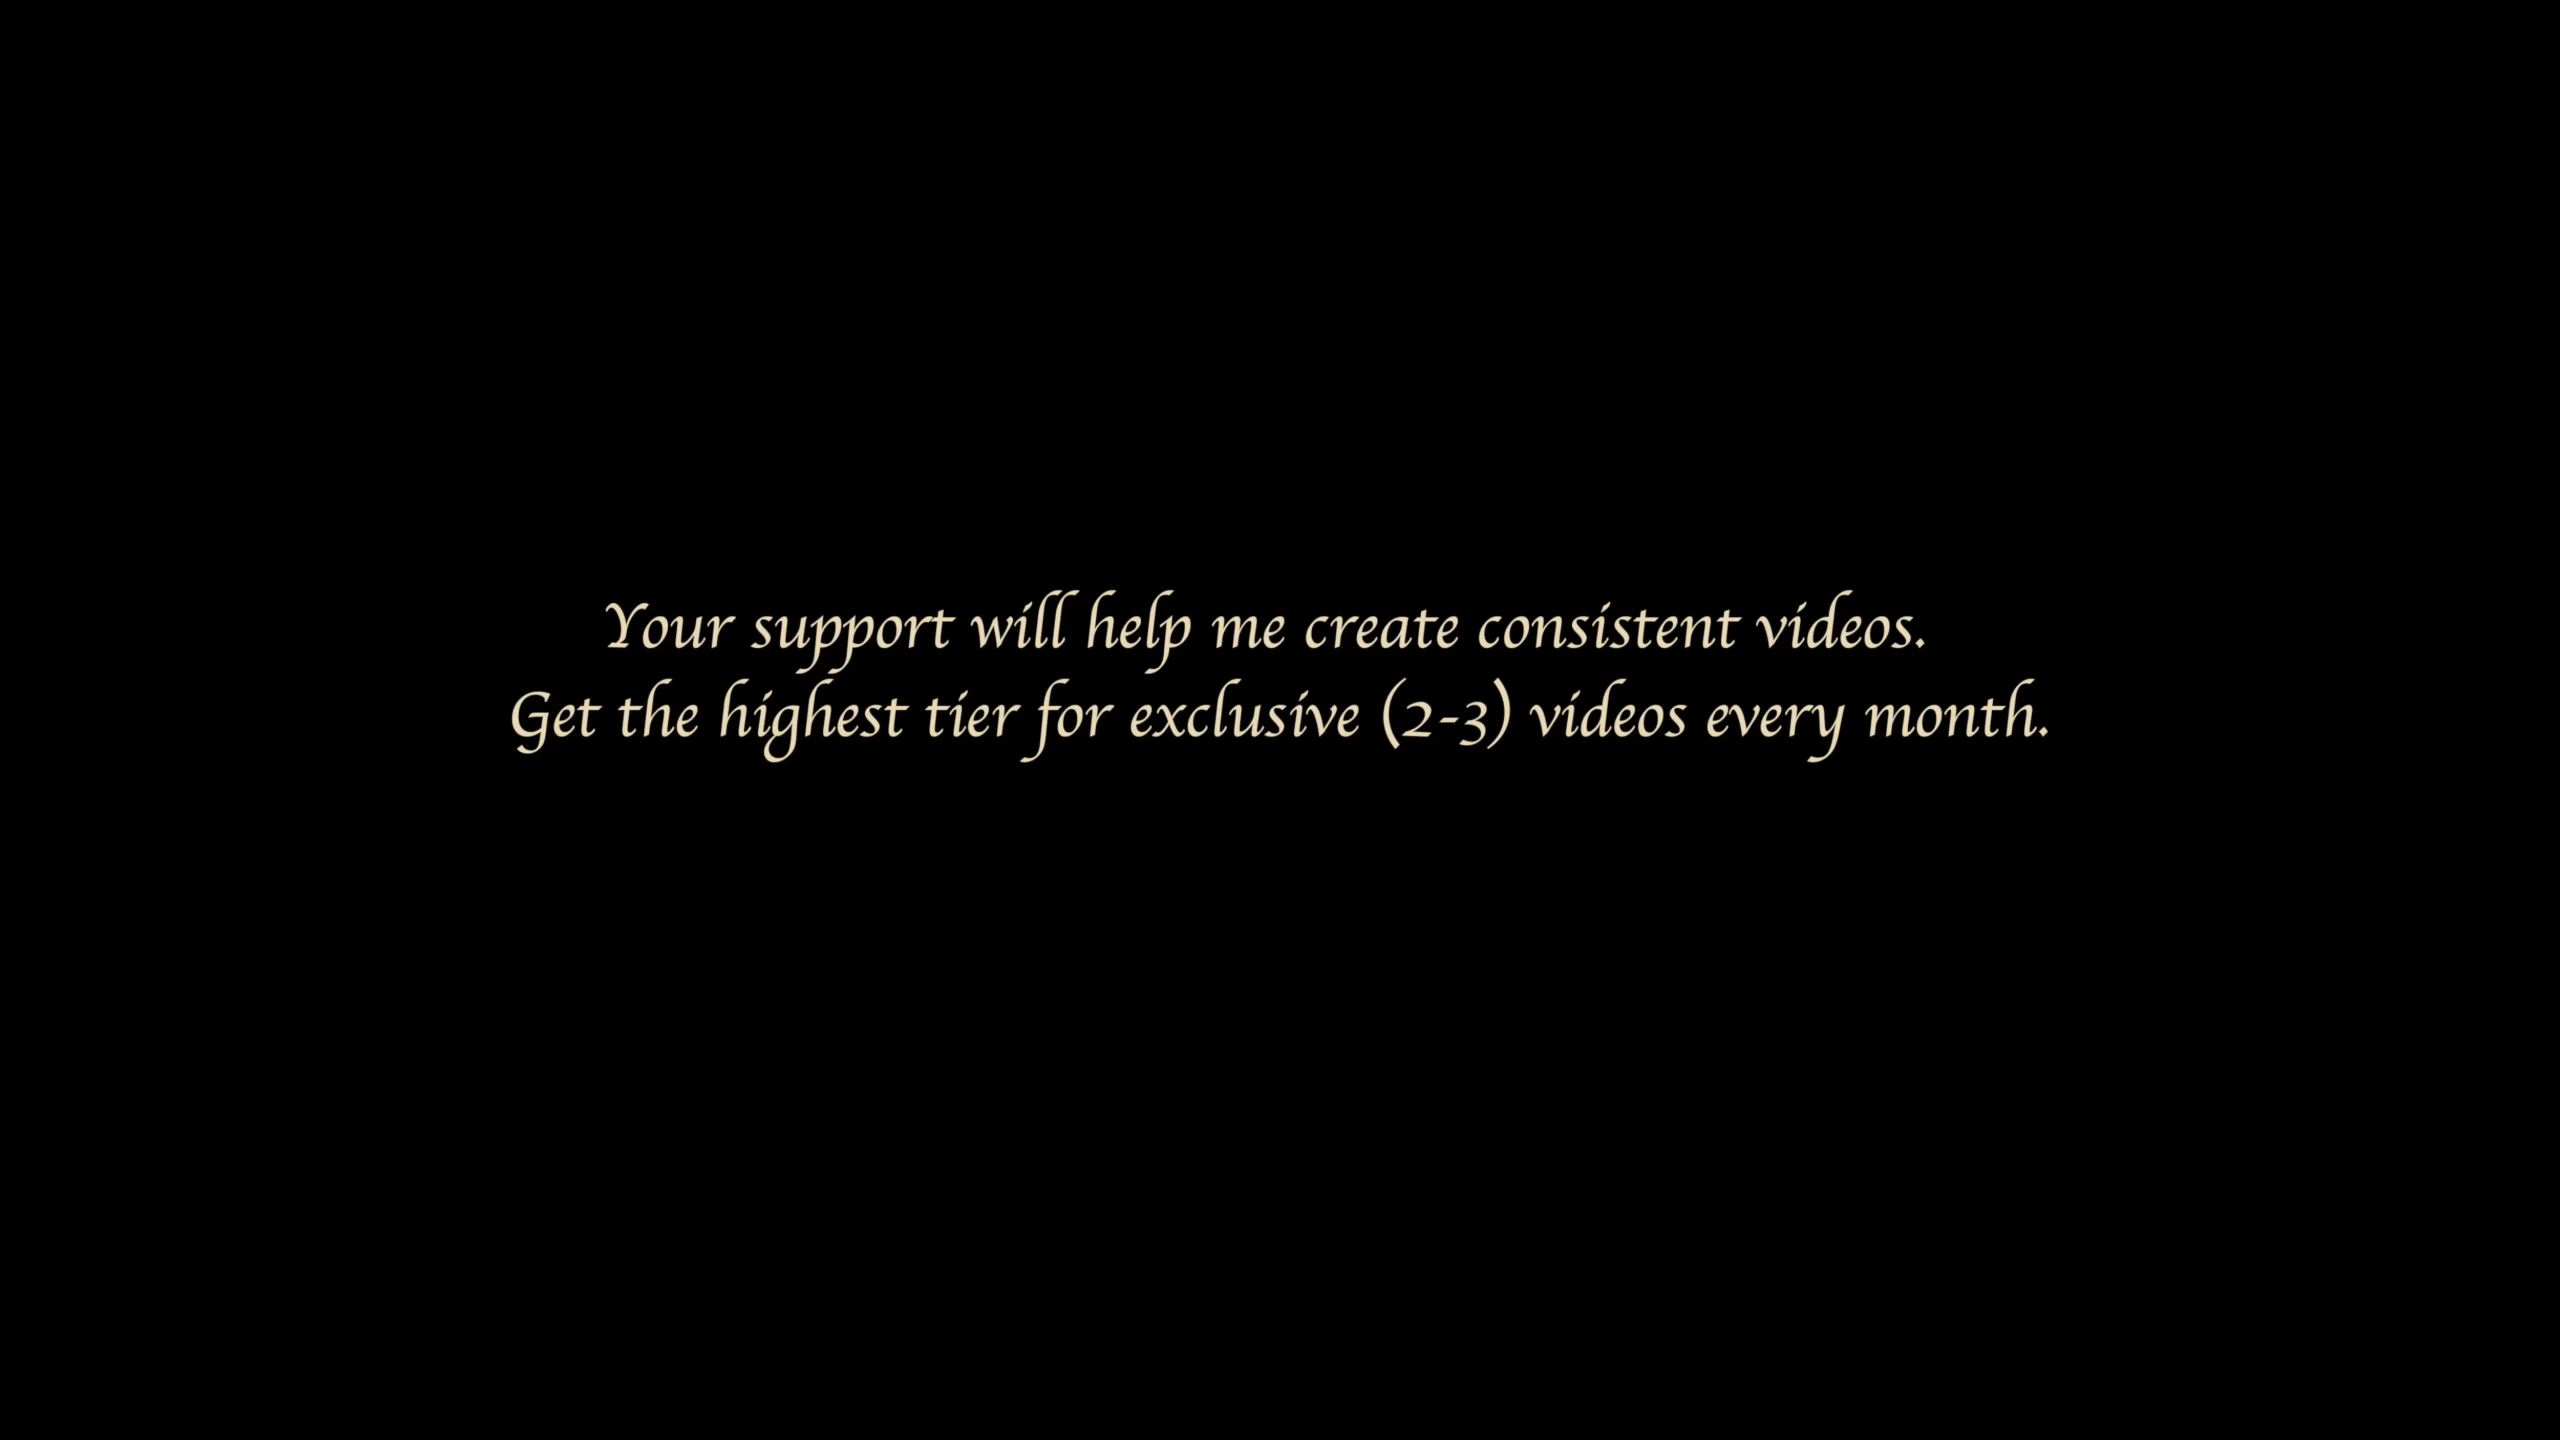 Your support will help me create consistent videos.
Get the highest tier for exclusive (2-3) videos every month.